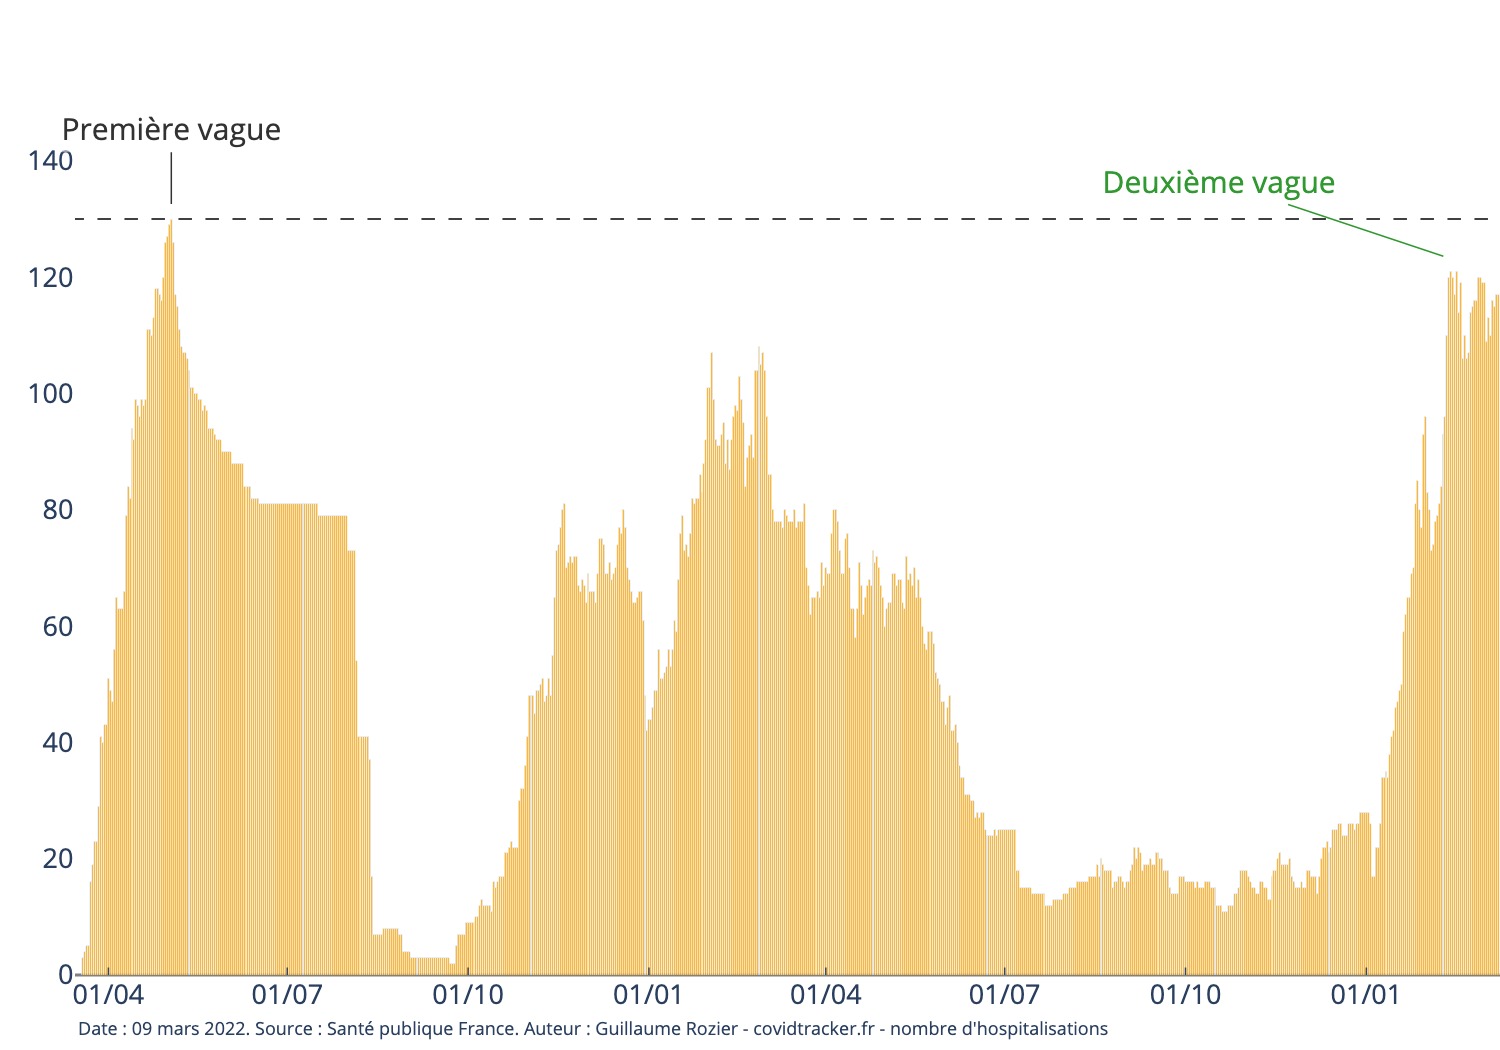 Première vague
140
Deuxième vague
120
100
80
60
40
20
0
01/04 01/07 01/10 01/01 01/04 01/07 01/10 01/01
Date : 09 mars 2022. Source : Santé publique France. Auteur : Guillaume Rozier - covidtracker.fr - nombre d'hospitalisations